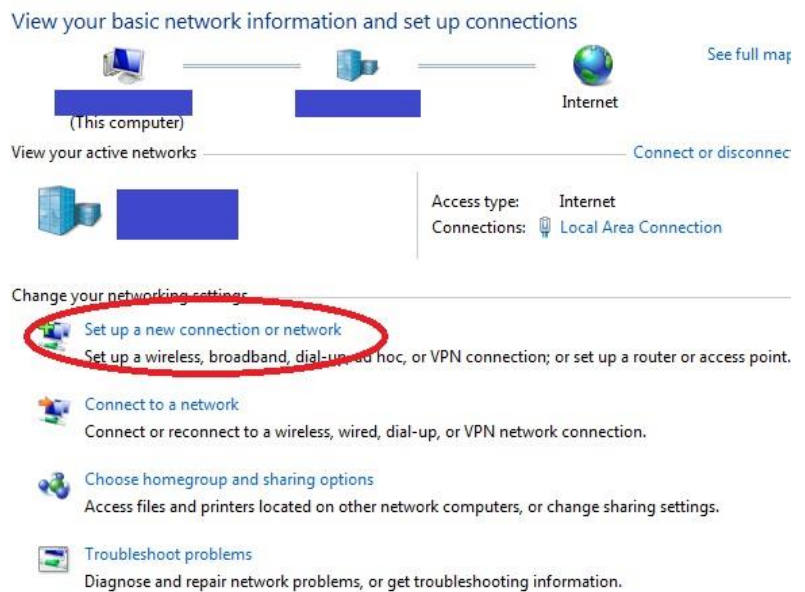 View your basic network information and set up connections
See full map
Internet
(This computer)
View your active networks
Connect or disconnect
Access type: Internet
Connections: Local Area Connection
Change your networking settings
Set up a new connection or network
Set up a wireless, broadband, dial-up, ad hoc, or VPN connection; or set up a router or access point.
Connect to a network
Connect or reconnect to a wireless, wired, dial-up, or VPN network connection.
Choose homegroup and sharing options
Access files and printers located on other network computers, or change sharing settings.
Troubleshoot problems
Diagnose and repair network problems, or get troubleshooting information.